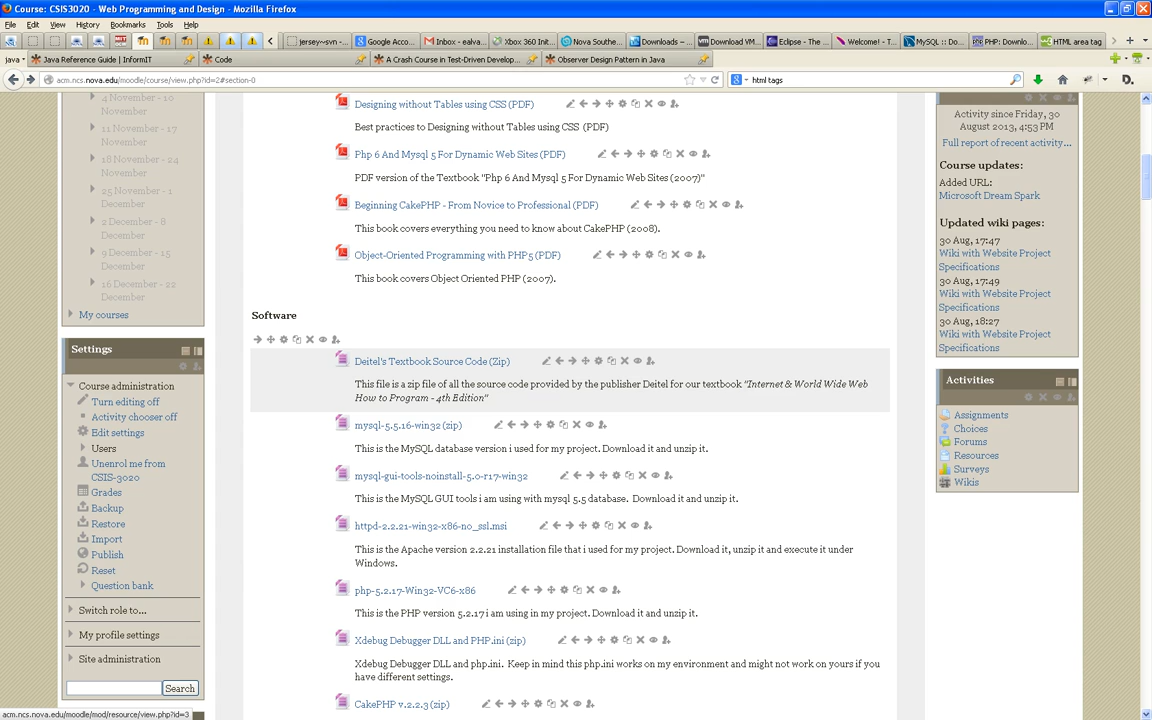 Course: CSIS3020 - Web Programming and Design - Mozilla Firefox
File Edit View History Bookmarks Tools Help
jersey~svn - ... Google Acco... Inbox - ealva... Xbox 360 Init... Nova Southe... Downloads – ... Download VM... Eclipse - The ... Welcome! - T... MySQL :: Do... PHP: Downlo... HTML area tag
java Java Reference Guide | InformIT Code A Crash Course in Test-Driven Develop... Observer Design Pattern in Java
acm.ncs.nova.edu/moodle/course/view.php?id=2#section-0
html tags
4 November - 10 November
11 November - 17 November
18 November - 24 November
25 November - 1 December
2 December - 8 December
9 December - 15 December
16 December - 22 December
My courses
Settings
Course administration
Turn editing off
Activity chooser off
Edit settings
Users
Unenrol me from
CSIS-3020
Grades
Backup
Restore
Import
Publish
Reset
Question bank
Switch role to...
My profile settings
Site administration
Search
Designing without Tables using CSS (PDF)
Best practices to Designing without Tables using CSS (PDF)
Php 6 And Mysql 5 For Dynamic Web Sites (PDF)
PDF version of the Textbook "Php 6 And Mysql 5 For Dynamic Web Sites (2007)"
Beginning CakePHP - From Novice to Professional (PDF)
This book covers everything you need to know about CakePHP (2008).
Object-Oriented Programming with PHP5 (PDF)
This book covers Object Oriented PHP (2007).
Software
Deitel's Textbook Source Code (Zip)
This file is a zip file of all the source code provided by the publisher Deitel for our textbook "Internet & World Wide Web
How to Program - 4th Edition"
mysql-5.5.16-win32 (zip)
This is the MySQL database version i used for my project. Download it and unzip it.
mysql-gui-tools-noinstall-5.0-r17-win32
This is the MySQL GUI tools i am using with mysql 5.5 database. Download it and unzip it.
httpd-2.2.21-win32-x86-no_ssl.msi
This is the Apache version 2.2.21 installation file that i used for my project. Download it, unzip it and execute it under
Windows.
php-5.2.17-Win32-VC6-x86
This is the PHP version 5.2.17 i am using in my project. Download it and unzip it.
Xdebug Debugger DLL and PHP.ini (zip)
Xdebug Debugger DLL and php.ini. Keep in mind this php.ini works on my environment and might not work on yours if you
have different settings.
CakePHP v.2.2.3 (zip)
Activity since Friday, 30
August 2013, 4:53 PM
Full report of recent activity...
Course updates:
Added URL:
Microsoft Dream Spark
Updated wiki pages:
30 Aug, 17:47
Wiki with Website Project
Specifications
30 Aug, 17:49
Wiki with Website Project
Specifications
30 Aug, 18:27
Wiki with Website Project
Specifications
Activities
Assignments
Choices
Forums
Resources
Surveys
Wikis
acm.ncs.nova.edu/moodle/mod/resource/view.php?id=3